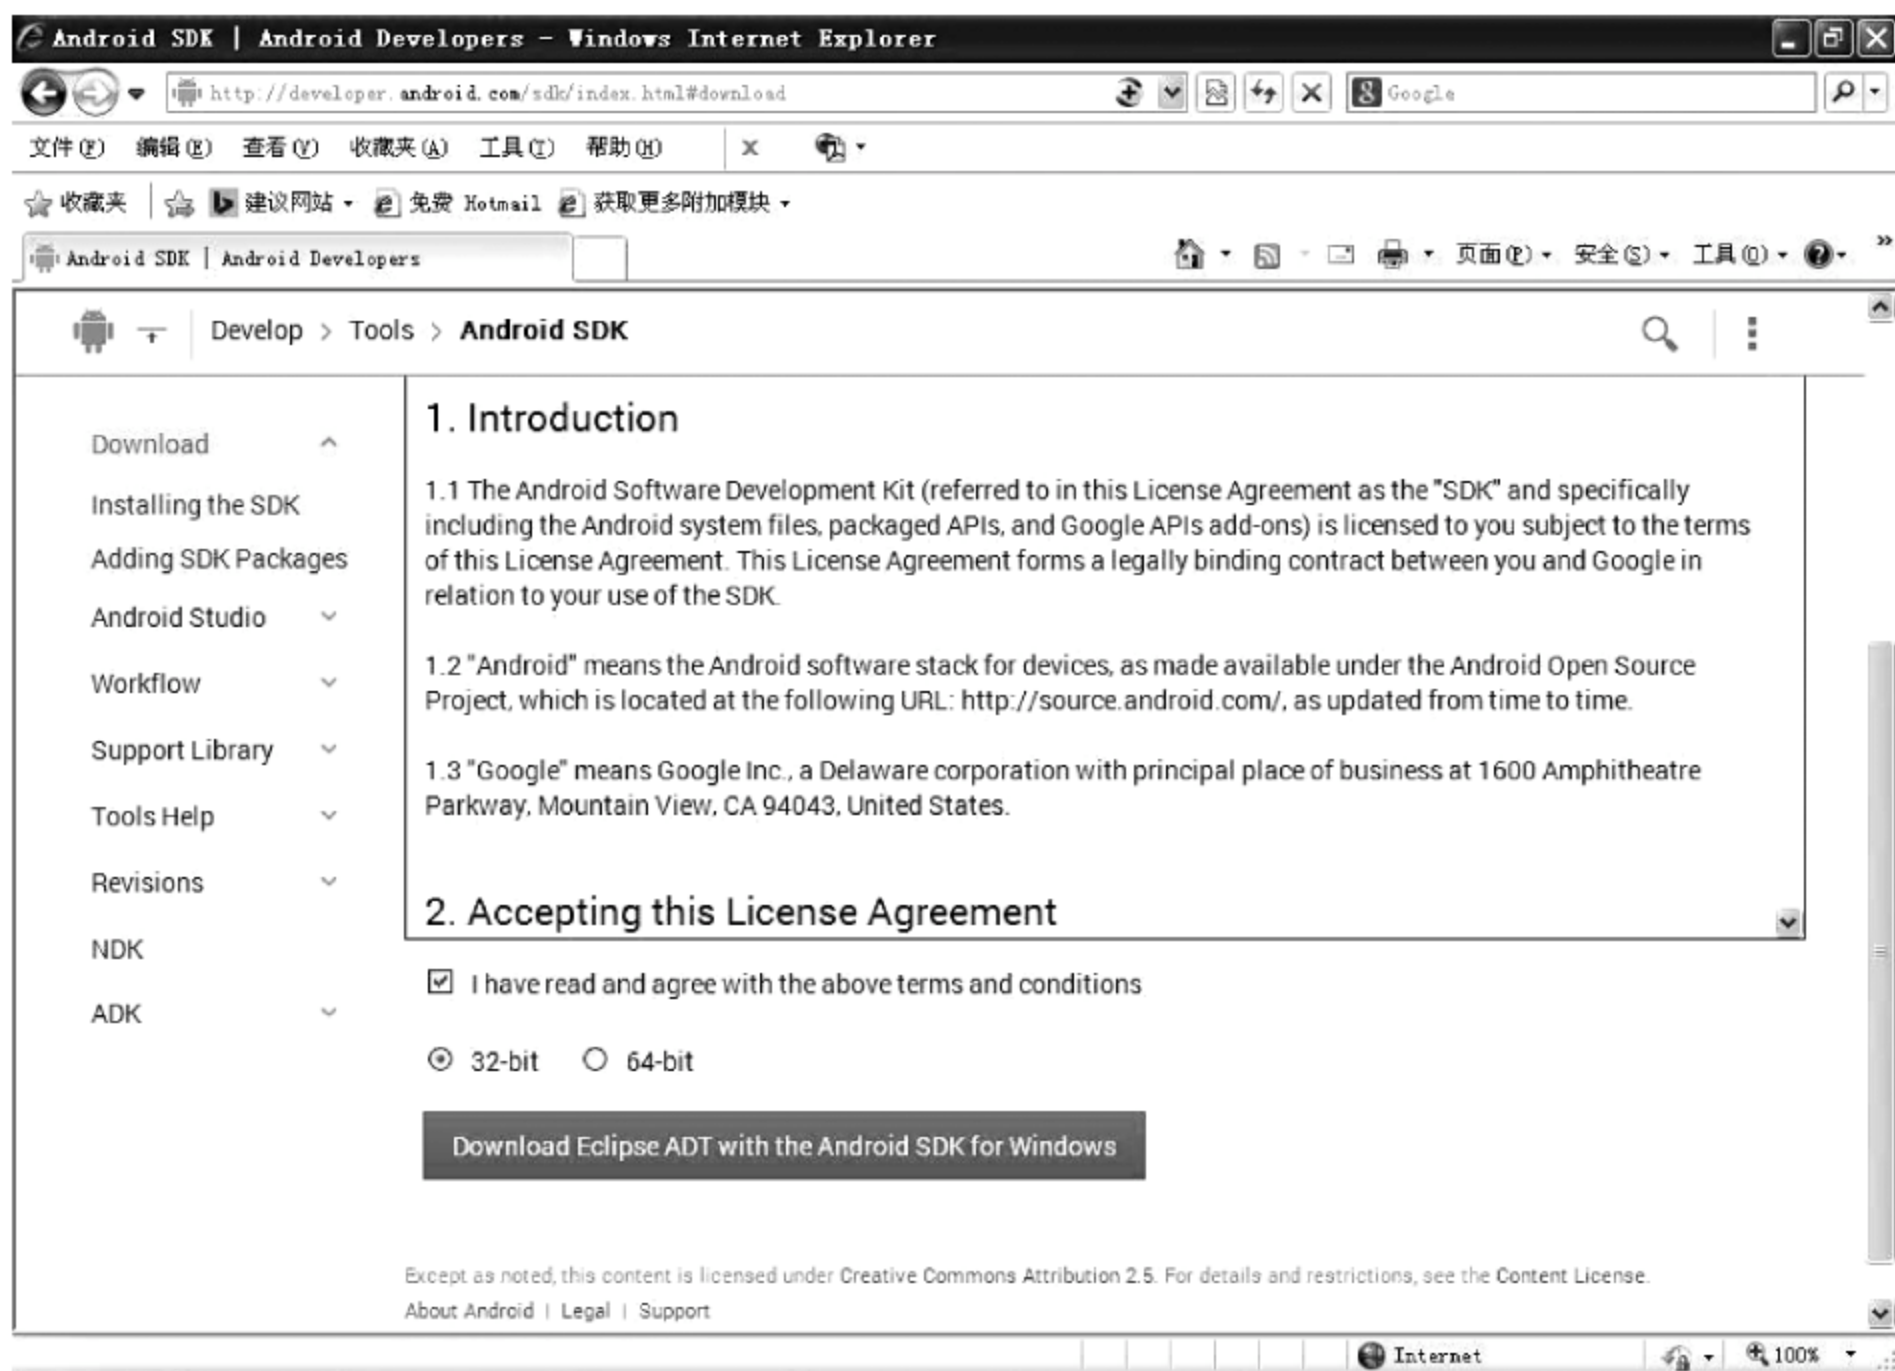 Android SDK | Android Developers - Windows Internet Explorer
http://developer.android.com/sdk/index.html#download
Google
文件(F) 编辑(E) 查看(V) 收藏夹(A) 工具(T) 帮助(H)
收藏夹 建议网站 免费 Hotmail 获取更多附加模块
Android SDK | Android Developers
页面(P) 安全(S) 工具(O)
Develop > Tools > Android SDK
Download
Installing the SDK
Adding SDK Packages
Android Studio
Workflow
Support Library
Tools Help
Revisions
NDK
ADK
1. Introduction
1.1 The Android Software Development Kit (referred to in this License Agreement as the "SDK" and specifically
including the Android system files, packaged APIs, and Google APIs add-ons) is licensed to you subject to the terms
of this License Agreement. This License Agreement forms a legally binding contract between you and Google in
relation to your use of the SDK.
1.2 "Android" means the Android software stack for devices, as made available under the Android Open Source
Project, which is located at the following URL: http://source.android.com/, as updated from time to time.
1.3 "Google" means Google Inc., a Delaware corporation with principal place of business at 1600 Amphitheatre
Parkway, Mountain View, CA 94043, United States.
2. Accepting this License Agreement
I have read and agree with the above terms and conditions
32-bit 64-bit
Download Eclipse ADT with the Android SDK for Windows
Except as noted, this content is licensed under Creative Commons Attribution 2.5. For details and restrictions, see the Content License.
About Android | Legal | Support
Internet
100%